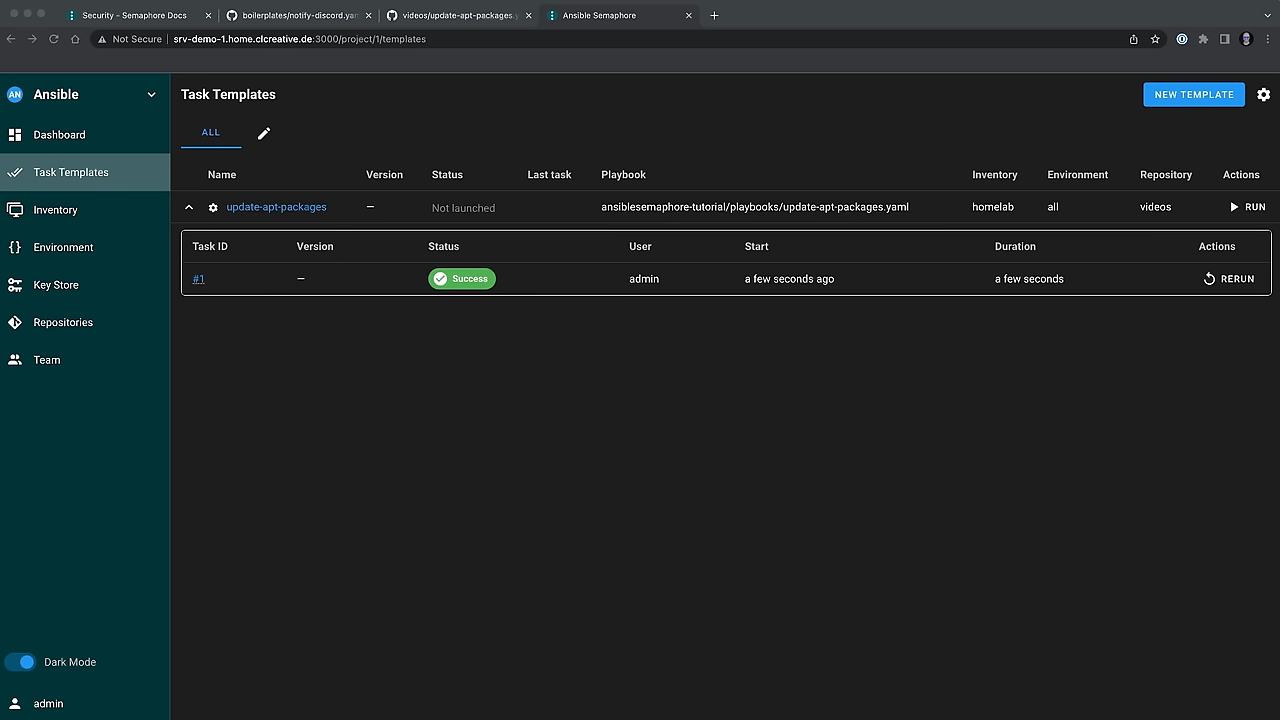 Security - Semaphore Docs
boilerplates/notify-discord.yam
videos/update-apt-packages.y
Ansible Semaphore
Not Secure
srv-demo-1.home.clcreative.de:3000/project/1/templates
AN Ansible
Dashboard
Task Templates
Inventory
Environment
Key Store
Repositories
Team
Dark Mode
admin
Task Templates
NEW TEMPLATE
ALL
Name Version Status Last task Playbook Inventory Environment Repository Actions
update-apt-packages — Not launched ansiblesemaphore-tutorial/playbooks/update-apt-packages.yaml homelab all videos RUN
Task ID Version Status User Start Duration Actions
#1 — Success admin a few seconds ago a few seconds RERUN